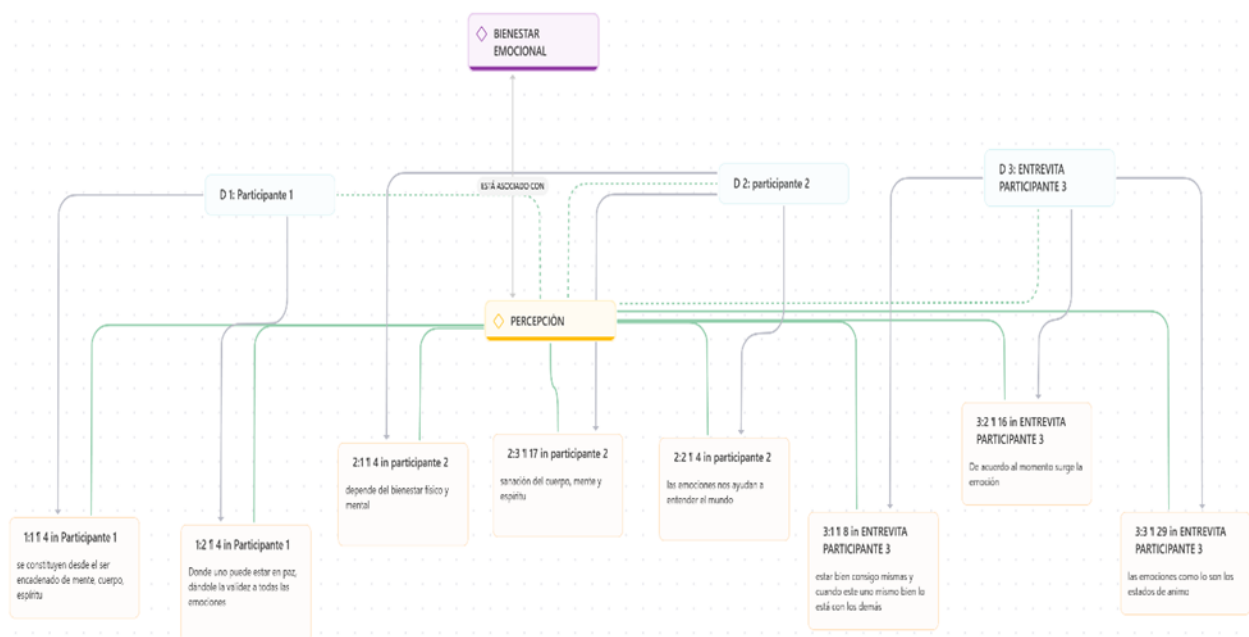 BIENESTAR
EMOCIONAL
D 1: Participante 1
ESTÁ ASOCIADO CON
D 2: participante 2
D 3: ENTREVITA
PARTICIPANTE 3
PERCEPCIÒN
1:1 ¶ 4 in Participante 1
se constituyen desde el ser
encadenado de mente, cuerpo,
espíritu
1:2 ¶ 4 in Participante 1
Donde uno puede estar en paz,
dándole la validez a todas las
emociones
2:1 ¶ 4 in participante 2
depende del bienestar físico y
mental
2:3 ¶ 17 in participante 2
sanación del cuerpo, mente y
espíritu
2:2 ¶ 4 in participante 2
las emociones nos ayudan a
entender el mundo
3:1 ¶ 8 in ENTREVITA
PARTICIPANTE 3
estar bien consigo mismas y
cuando este uno mismo bien lo
está con los demás
3:2 ¶ 16 in ENTREVITA
PARTICIPANTE 3
De acuerdo al momento surge la
emoción
3:3 ¶ 29 in ENTREVITA
PARTICIPANTE 3
las emociones como lo son los
estados de animo